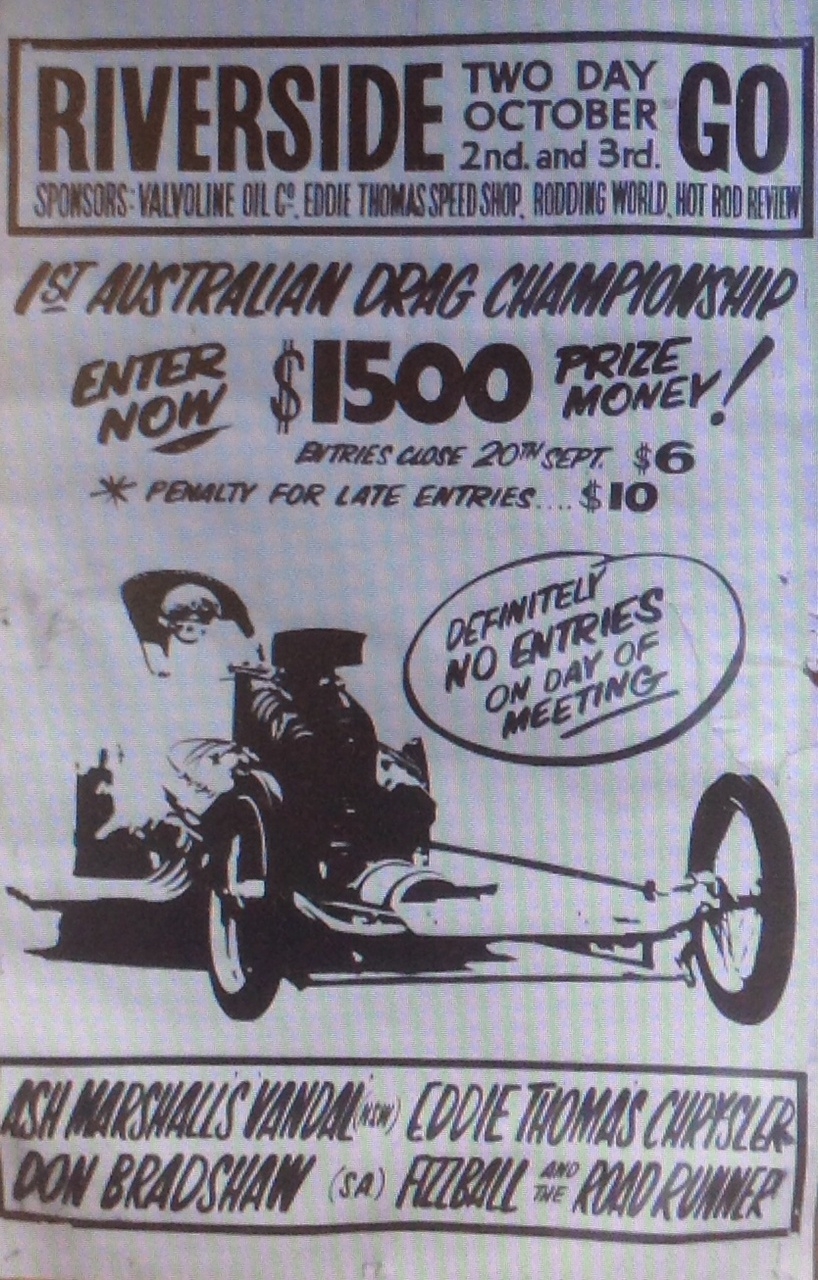 RIVERSIDE TWO DAY OCTOBER 2nd. and 3rd. GO
SPONSORS: VALVOLINE OIL Co. EDDIE THOMAS SPEED SHOP, RODDING WORLD, HOT ROD REVIEW
1ST AUSTRALIAN DRAG CHAMPIONSHIP
ENTER NOW $1500 PRIZE MONEY!
ENTRIES CLOSE 20TH SEPT. $6
* PENALTY FOR LATE ENTRIES.... $10
DEFINITELY
NO ENTRIES
ON DAY OF
MEETING
ASH MARSHALL'S VANDAL (NSW) EDDIE THOMAS CHRYSLER
DON BRADSHAW (SA) FIZZBALL AND THE ROAD RUNNER